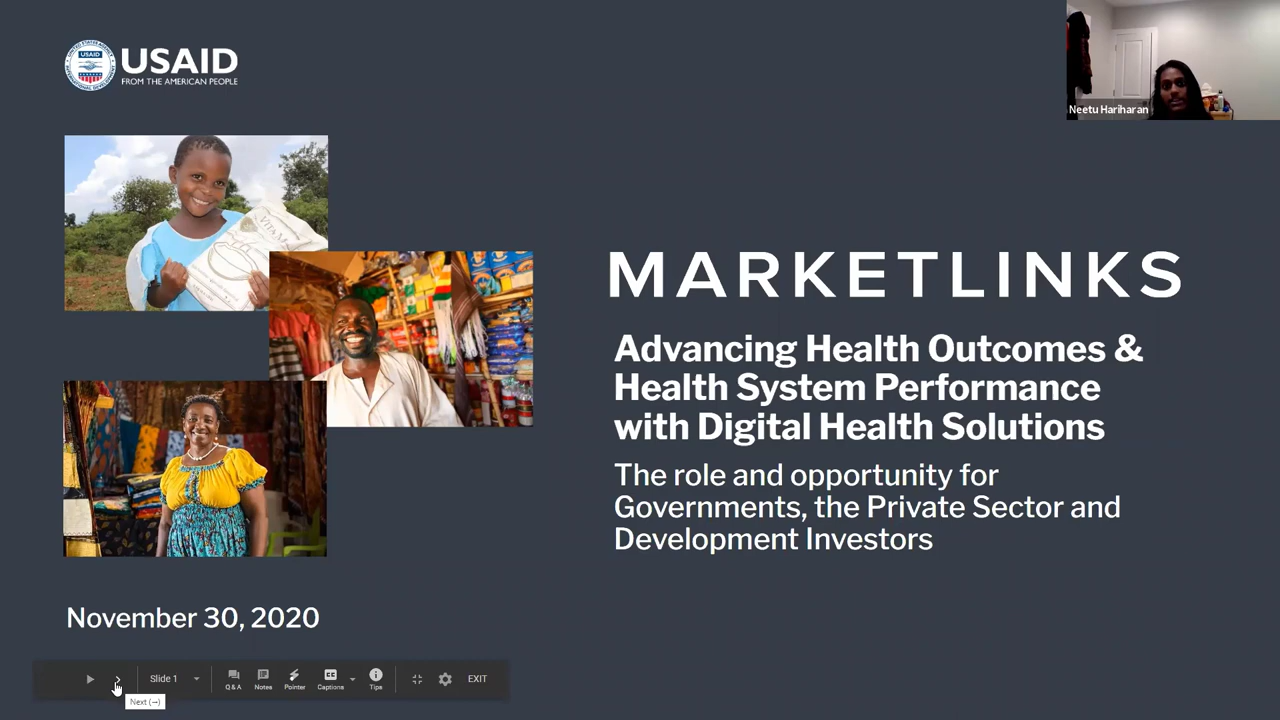 USAID
USAID
FROM THE AMERICAN PEOPLE
Neetu Hariharan
MARKETLINKS
Advancing Health Outcomes &
Health System Performance
with Digital Health Solutions
The role and opportunity for
Governments, the Private Sector and
Development Investors
November 30, 2020
Slide 1
Q & A
Notes
Pointer
Captions
Tips
EXIT
Next (→)